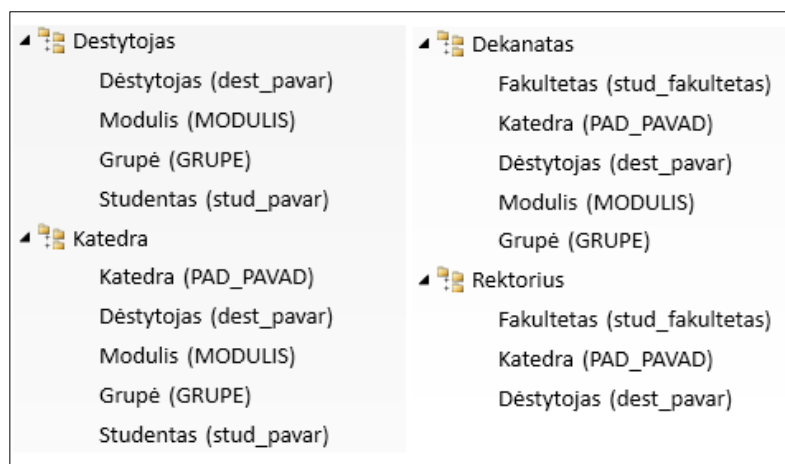 Destytojas
Dėstytojas (dest_pavar)
Modulis (MODULIS)
Grupė (GRUPE)
Studentas (stud_pavar)
Katedra
Katedra (PAD_PAVAD)
Dėstytojas (dest_pavar)
Modulis (MODULIS)
Grupė (GRUPE)
Studentas (stud_pavar)
Dekanatas
Fakultetas (stud_fakultetas)
Katedra (PAD_PAVAD)
Dėstytojas (dest_pavar)
Modulis (MODULIS)
Grupė (GRUPE)
Rektorius
Fakultetas (stud_fakultetas)
Katedra (PAD_PAVAD)
Dėstytojas (dest_pavar)